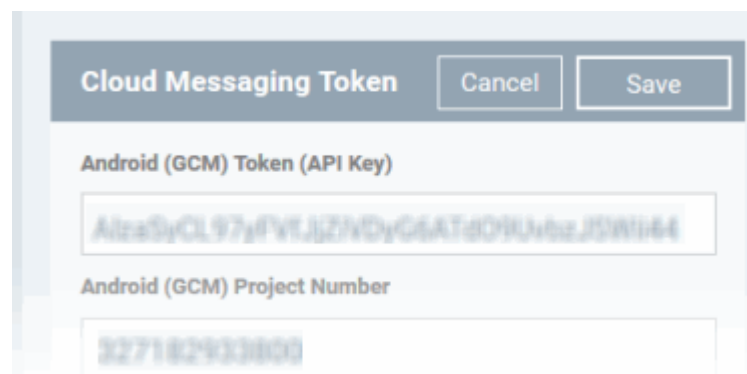 Cloud Messaging Token
Cancel
Save
Android (GCM) Token (API Key)
Android (GCM) Project Number